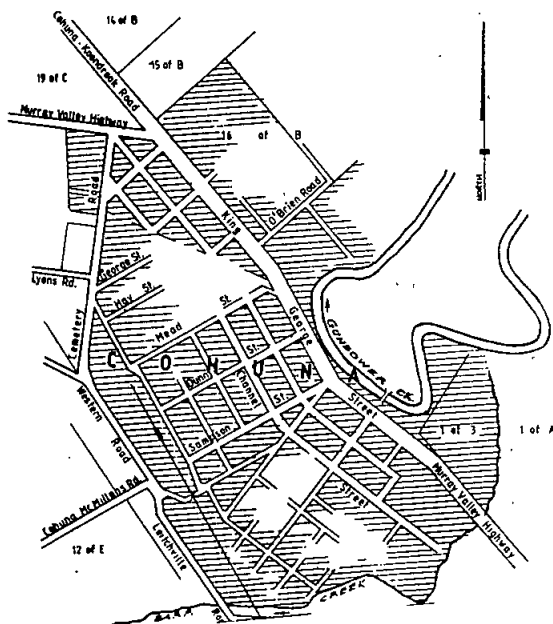 14 of B
15 of B
Cohuna - Koondrook Road
19 of C
Murray Valley Highway
16 of B
NORTH
Road
King
O'Brien Road
George St.
Lyons Rd.
May St.
Mead St.
George
GUNBOWER CK
Cemetery
COHUNA
Dunn St.
Channel
Street
Sampson St.
1 of 3
1 of A
Western Road
Street
Murray Valley Highway
Cohuna McMillans Rd.
Leitchville
12 of E
CREEK